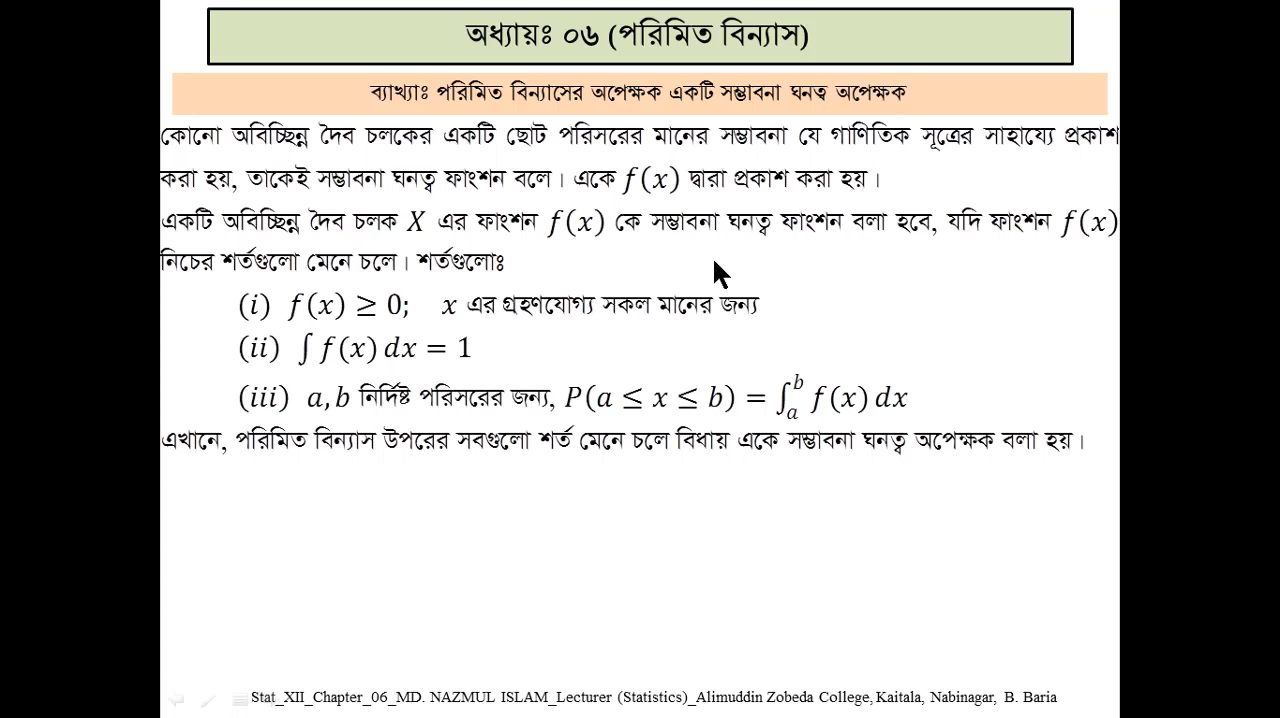 অধ্যায়ঃ ০৬ (পরিমিত বিন্যাস)
ব্যাখ্যাঃ পরিমিত বিন্যাসের অপেক্ষক একটি সম্ভাবনা ঘনত্ব অপেক্ষক
কোনো অবিচ্ছিন্ন দৈব চলকের একটি ছোট পরিসরের মানের সম্ভাবনা যে গাণিতিক সূত্রের সাহায্যে প্রকাশ
করা হয়, তাকেই সম্ভাবনা ঘনত্ব ফাংশন বলে। একে f(x) দ্বারা প্রকাশ করা হয়।
একটি অবিচ্ছিন্ন দৈব চলক X এর ফাংশন f(x) কে সম্ভাবনা ঘনত্ব ফাংশন বলা হবে, যদি ফাংশন f(x)
নিচের শর্তগুলো মেনে চলে। শর্তগুলোঃ
(i) f(x) ≥ 0; x এর গ্রহণযোগ্য সকল মানের জন্য
(ii) ∫ f(x) dx = 1
(iii) a, b নির্দিষ্ট পরিসরের জন্য, P(a ≤ x ≤ b) = ∫_a^b f(x) dx
এখানে, পরিমিত বিন্যাস উপরের সবগুলো শর্ত মেনে চলে বিধায় একে সম্ভাবনা ঘনত্ব অপেক্ষক বলা হয়।
Stat_XII_Chapter_06_MD. NAZMUL ISLAM_Lecturer (Statistics)_Alimuddin Zobeda College, Kaitala, Nabinagar, B. Baria